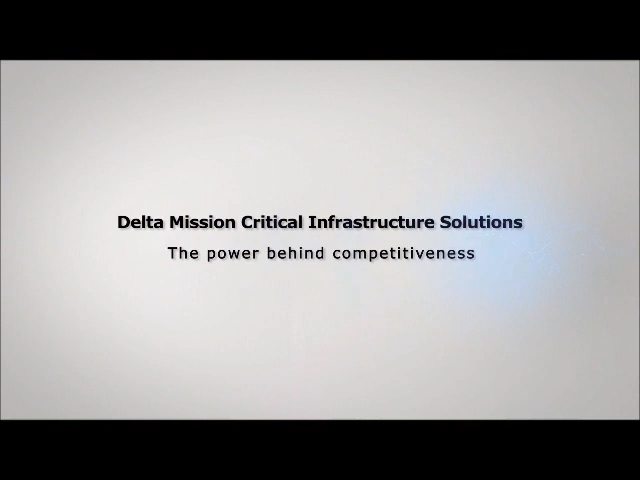 Delta Mission Critical Infrastructure Solutions
The power behind competitiveness